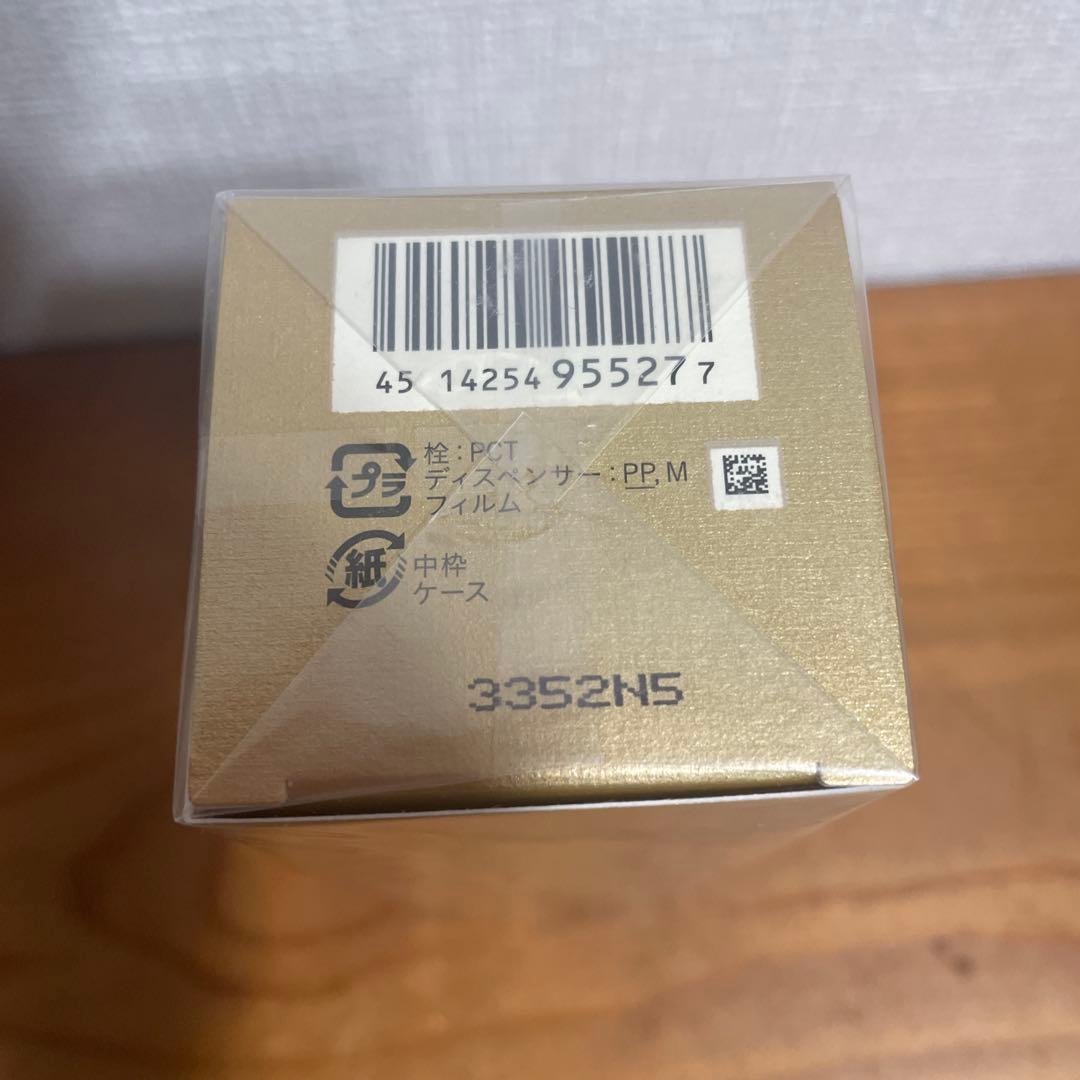 45 14254 95527 7
栓：PCT
プラ
ディスペンサー：PP, M
フィルム
紙
中枠
ケース
3352N5